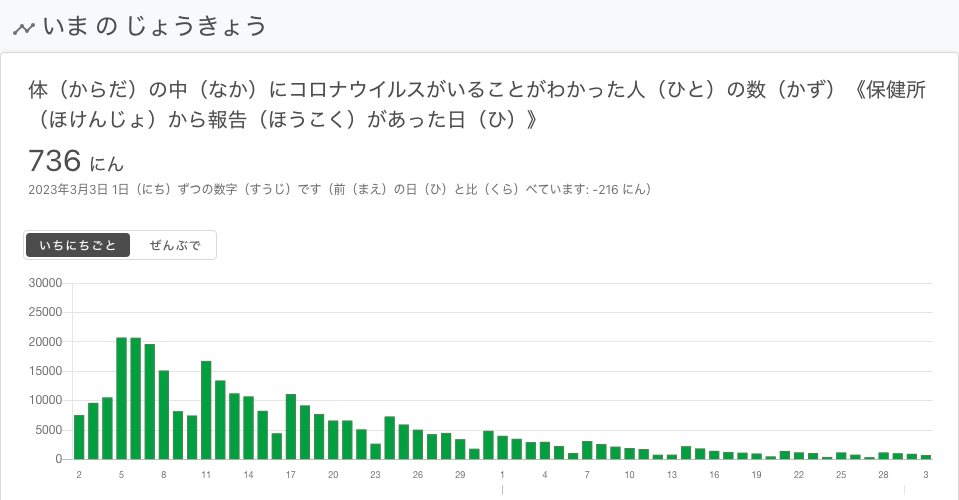 いま の じょうきょう
体（からだ）の中（なか）にコロナウイルスがいることがわかった人（ひと）の数（かず）《保健所
（ほけんじょ）から報告（ほうこく）があった日（ひ）》
736 にん
2023年3月3日 1日（にち）ずつの数字（すうじ）です（前（まえ）の日（ひ）と比（くら）べています: -216 にん）
いちにちごと ぜんぶで
30000
25000
20000
15000
10000
5000
0
2 5 8 11 14 17 20 23 26 29 1 4 7 10 13 16 19 22 25 28 3